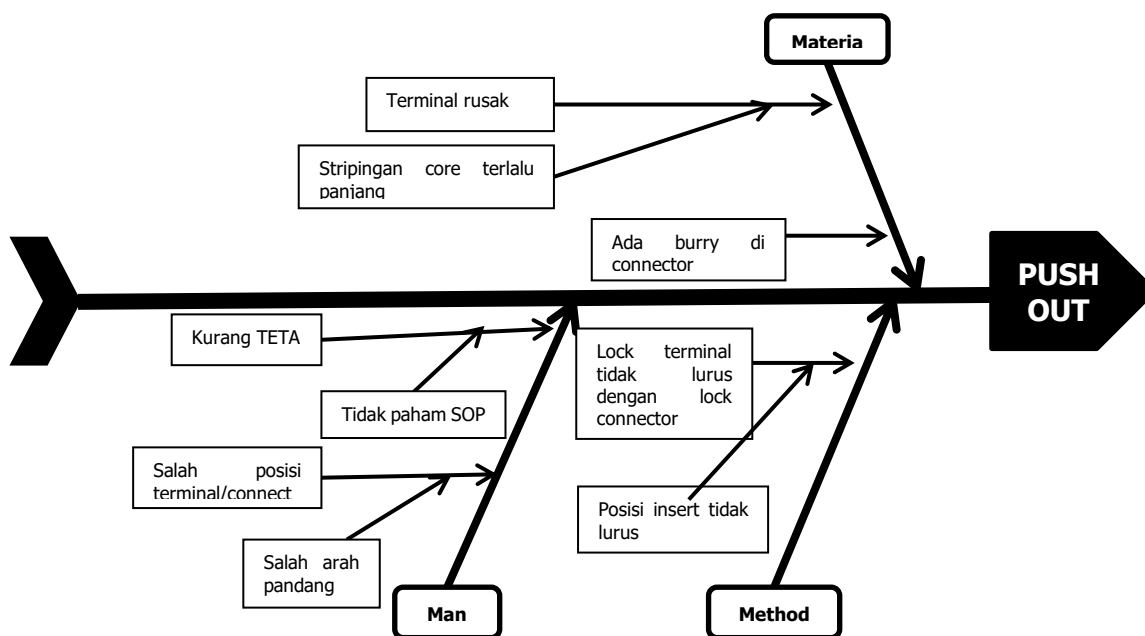 Materia
Terminal rusak
Stripingan core terlalu
panjang
Ada burry di
connector
PUSH
OUT
Kurang TETA
Tidak paham SOP
Lock terminal
tidak lurus
dengan lock
connector
Salah posisi
terminal/connect
Posisi insert tidak
lurus
Salah arah
pandang
Man
Method